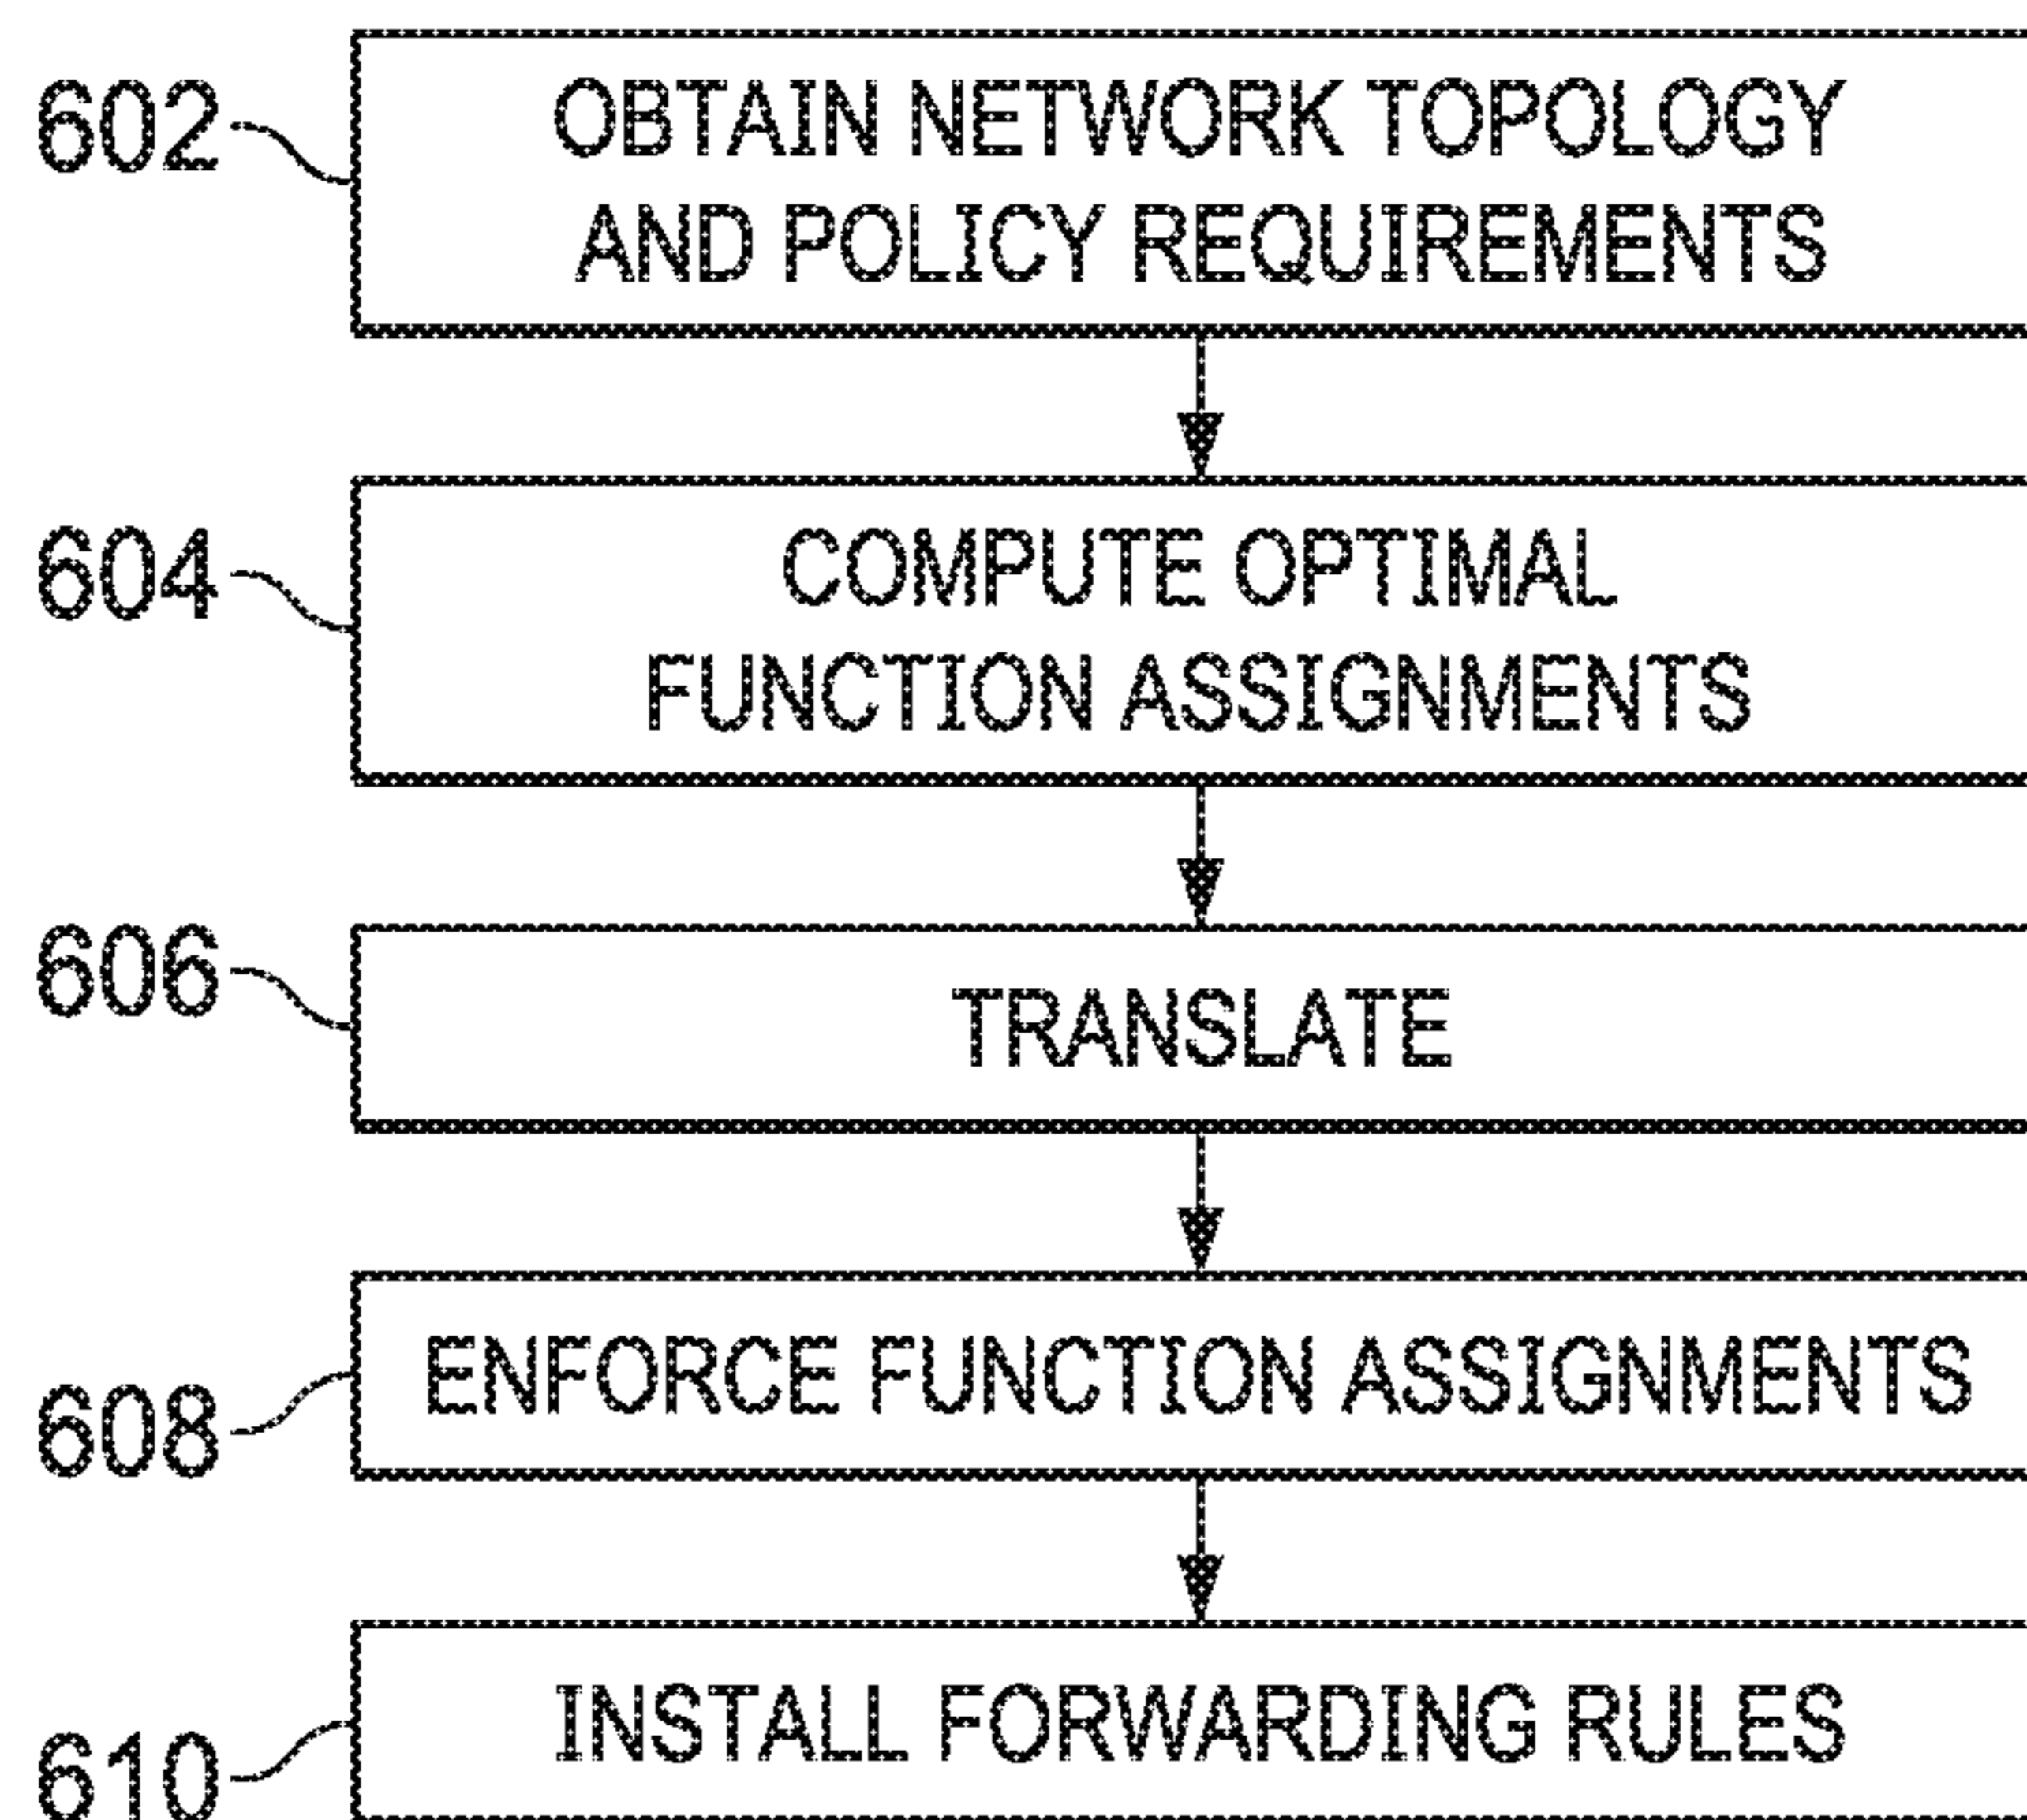 602
OBTAIN NETWORK TOPOLOGY
AND POLICY REQUIREMENTS
604
COMPUTE OPTIMAL
FUNCTION ASSIGNMENTS
606
TRANSLATE
608
ENFORCE FUNCTION ASSIGNMENTS
610
INSTALL FORWARDING RULES